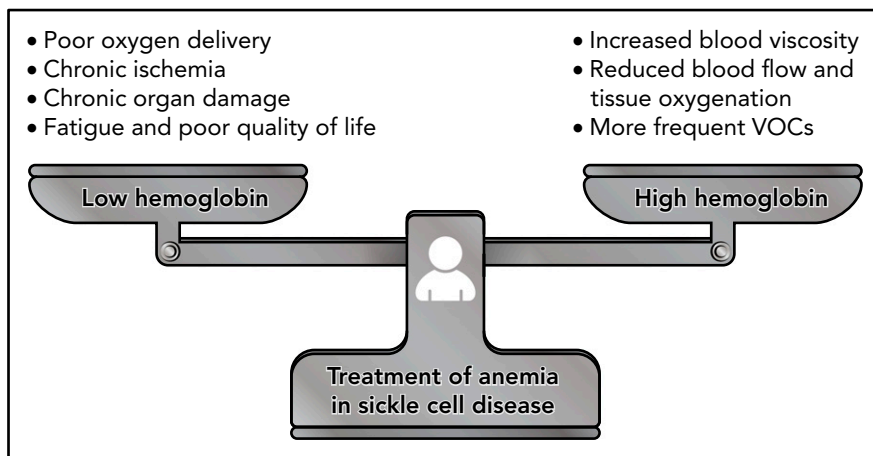 • Poor oxygen delivery
• Chronic ischemia
• Chronic organ damage
• Fatigue and poor quality of life
• Increased blood viscosity
• Reduced blood flow and
tissue oxygenation
• More frequent VOCs
Low hemoglobin
High hemoglobin
Treatment of anemia
in sickle cell disease